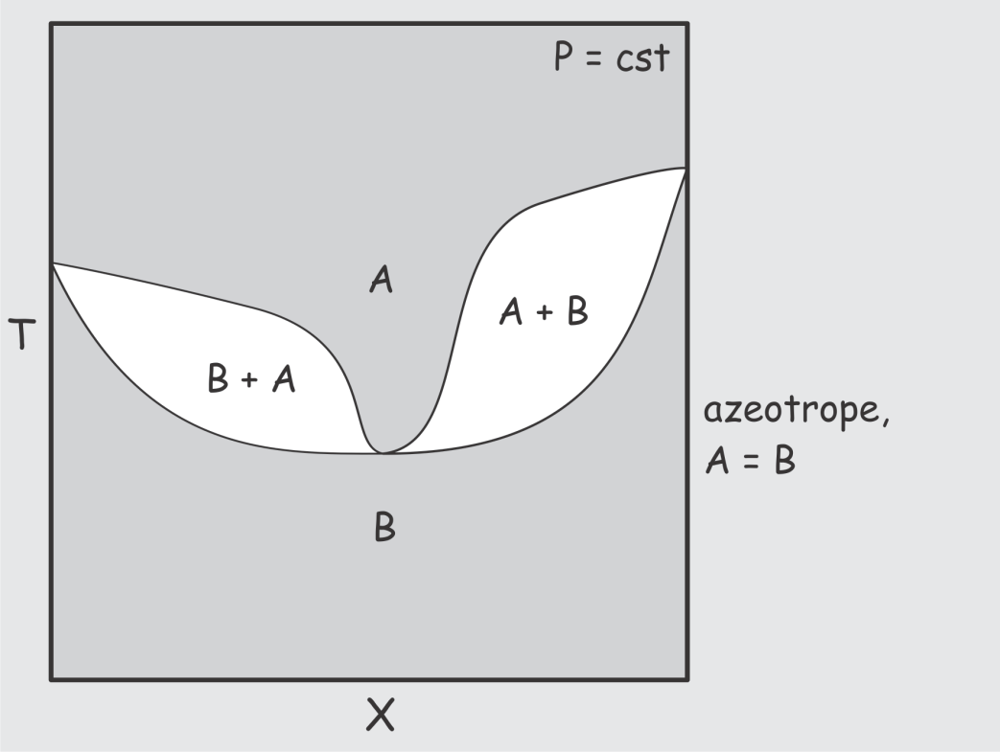 P = cst
A
A + B
T
B + A
azeotrope,
A = B
B
X